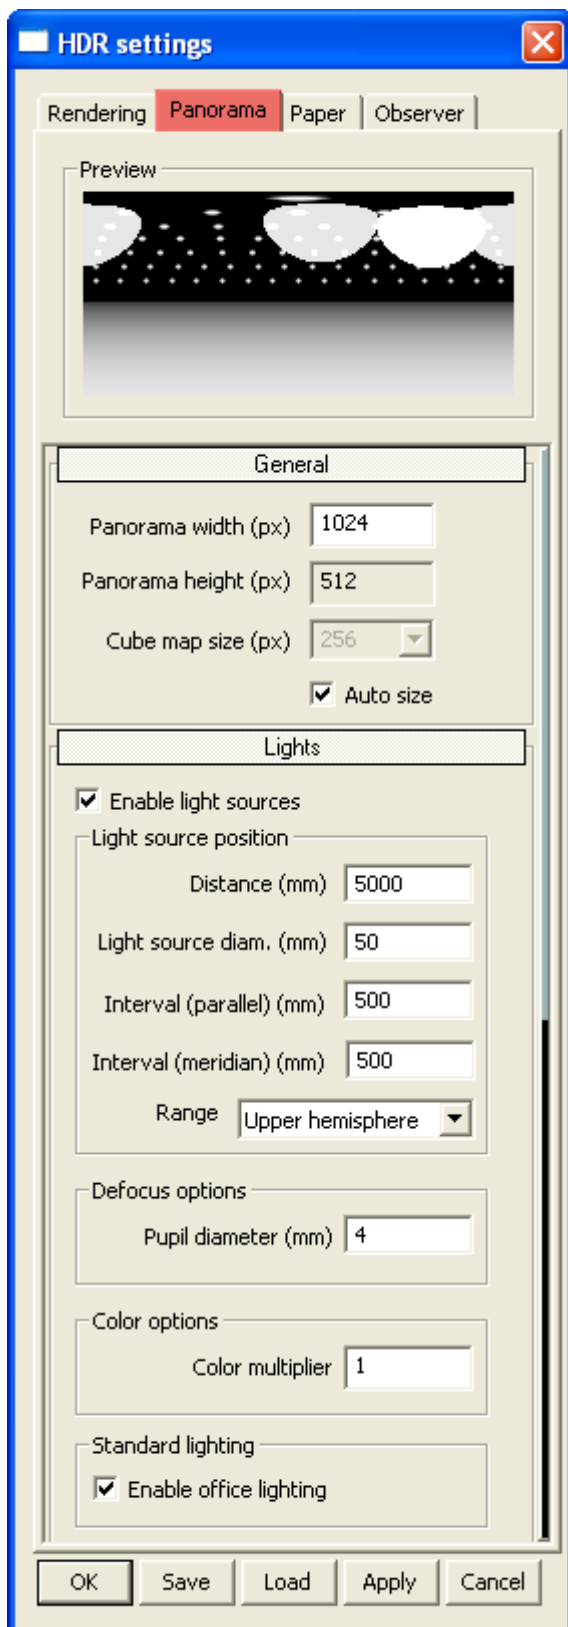 HDR settings
Rendering Panorama Paper Observer
Preview
General
Panorama width (px) 1024
Panorama height (px) 512
Cube map size (px) 256
Auto size
Lights
Enable light sources
Light source position
Distance (mm) 5000
Light source diam. (mm) 50
Interval (parallel) (mm) 500
Interval (meridian) (mm) 500
Range Upper hemisphere
Defocus options
Pupil diameter (mm) 4
Color options
Color multiplier 1
Standard lighting
Enable office lighting
OK Save Load Apply Cancel